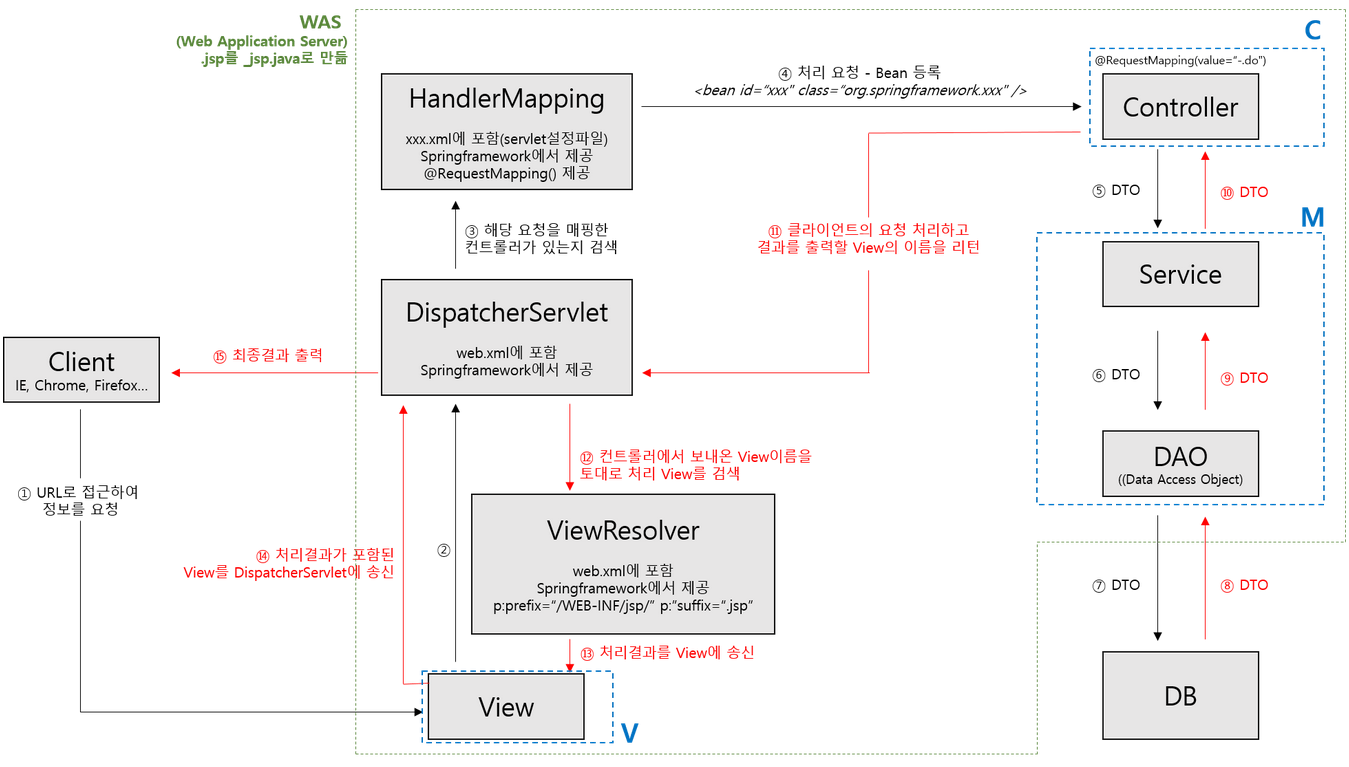 WAS
(Web Application Server)
.jsp를 _jsp.java로 만듦
C
@RequestMapping(value="-.do")
Controller
④ 처리 요청 - Bean 등록
<bean id="xxx" class="org.springframework.xxx" />
HandlerMapping
xxx.xml에 포함(servlet설정파일)
Springframework에서 제공
@RequestMapping() 제공
⑤ DTO
⑩ DTO
③ 해당 요청을 매핑한
컨트롤러가 있는지 검색
⑪ 클라이언트의 요청 처리하고
결과를 출력할 View의 이름을 리턴
M
Service
DispatcherServlet
web.xml에 포함
Springframework에서 제공
Client
IE, Chrome, Firefox...
⑮ 최종결과 출력
⑥ DTO
⑨ DTO
⑫ 컨트롤러에서 보내온 View이름을
토대로 처리 View를 검색
DAO
((Data Access Object)
① URL로 접근하여
정보를 요청
⑭ 처리결과가 포함된
View를 DispatcherServlet에 송신
②
ViewResolver
web.xml에 포함
Springframework에서 제공
p:prefix="/WEB-INF/jsp/" p:"suffix=".jsp"
⑦ DTO
⑧ DTO
⑬ 처리결과를 View에 송신
View
V
DB